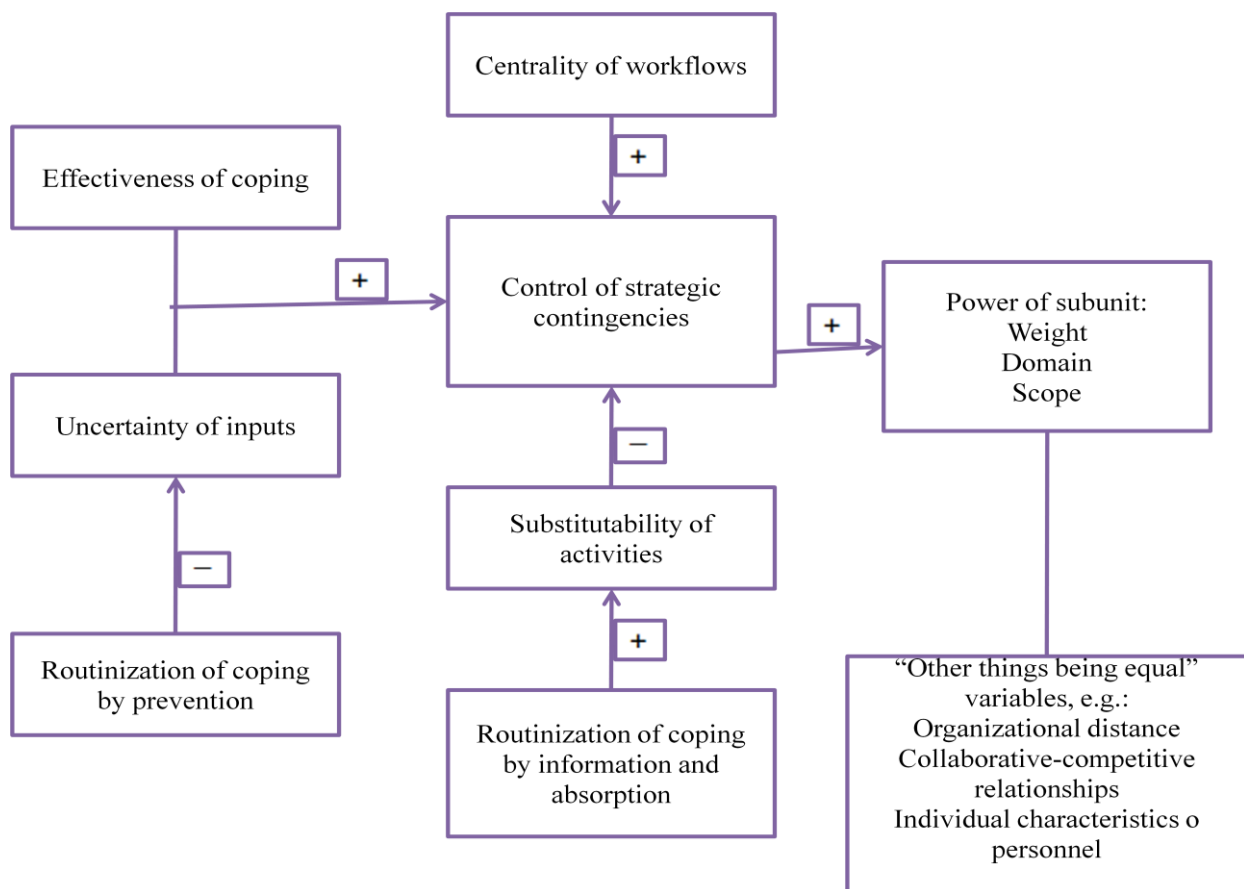 Centrality of workflows
+
Effectiveness of coping
+
Control of strategic
contingencies
+
Power of subunit:
Weight
Domain
Scope
Uncertainty of inputs
—
Substitutability of
activities
—
Routinization of coping
by prevention
+
Routinization of coping
by information and
absorption
“Other things being equal”
variables, e.g.:
Organizational distance
Collaborative-competitive
relationships
Individual characteristics o
personnel